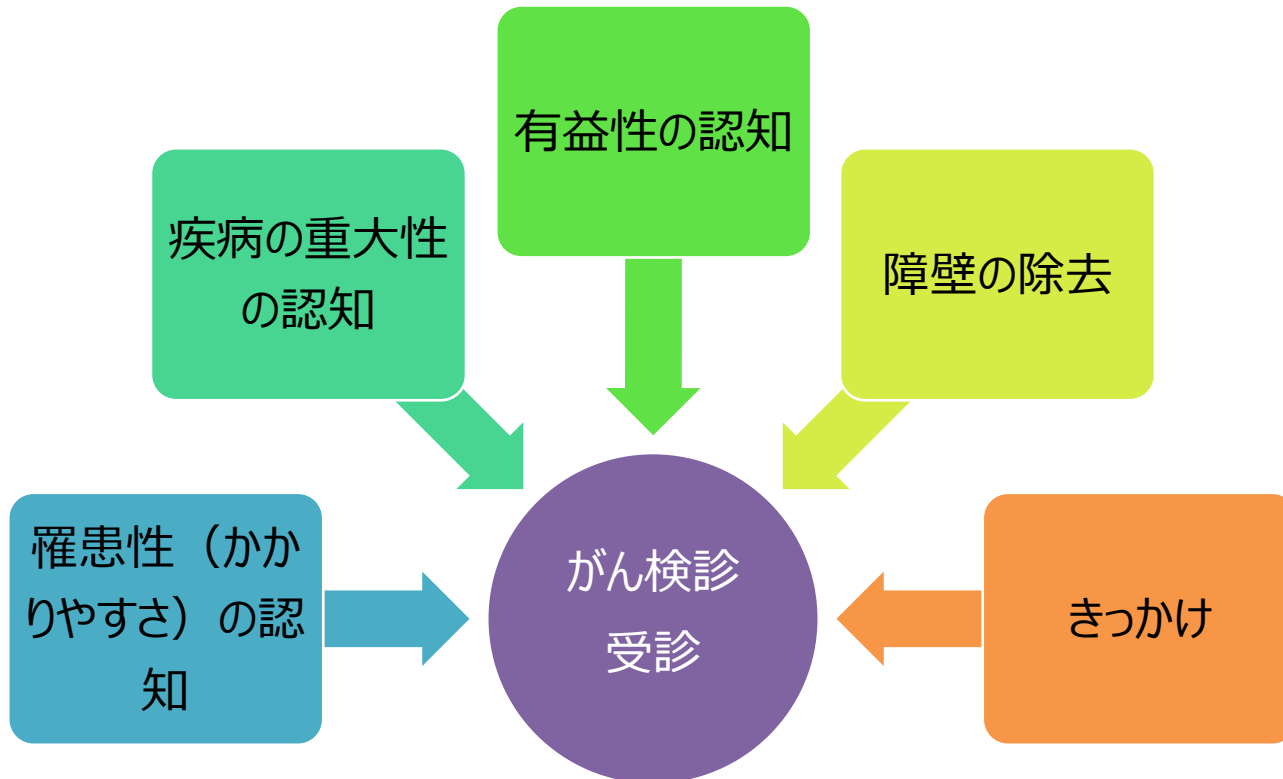 有益性の認知
疾病の重大性
の認知
障壁の除去
罹患性（かか
りやすさ）の認
知
がん検診
受診
きっかけ